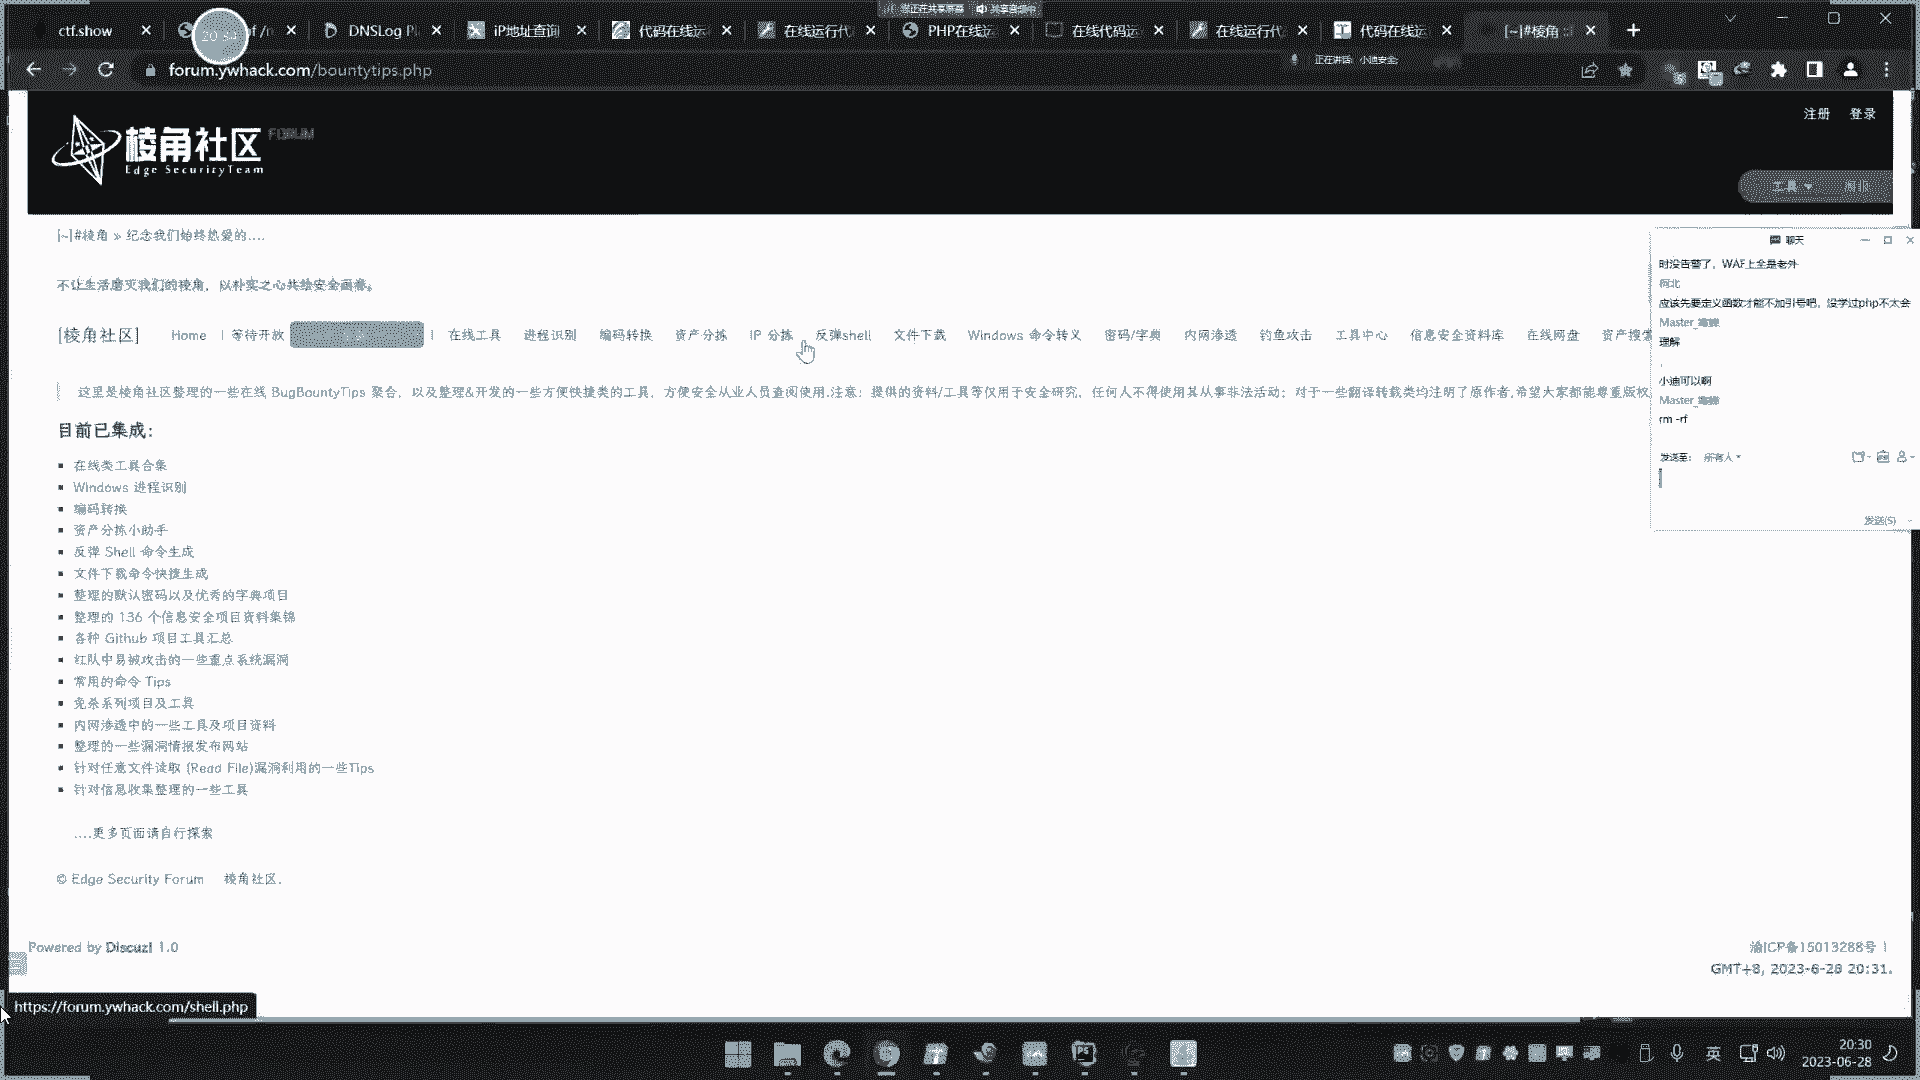 您正在共享屏幕
ctf.show
DNSLog Pl
iP地址查询
代码在线运行
在线运行代
PHP在线运
在线代码运
在线运行代
代码在线运
[~]#棱角 ::
20:34
forum.ywhack.com/bountytips.php
正在讲话: 小迪安全;
注册 登录
棱角社区 FORUM
Edge SecurityTeam
工具
[~]#棱角 » 纪念我们始终热爱的....
不让生活磨灭我们的棱角，以朴实之心共绘安全画卷。
[棱角社区] Home | 等待开放 | 在线工具 进程识别 编码转换 资产分拣 IP 分拣 反弹shell 文件下载 Windows 命令转义 密码/字典 内网渗透 钓鱼攻击 工具中心 信息安全资料库 在线网盘 资产搜索
这里是棱角社区整理的一些在线 BugBountyTips 聚合，以及整理&开发的一些方便快捷类的工具，方便安全从业人员查阅使用.注意：提供的资料/工具等仅用于安全研究，任何人不得使用其从事非法活动；对于一些翻译转载类均注明了原作者,希望大家都能尊重版权
目前已集成:
在线类工具合集
Windows 进程识别
编码转换
资产分拣小助手
反弹 Shell 命令生成
文件下载命令快捷生成
整理的默认密码以及优秀的字典项目
整理的 136 个信息安全项目资料集锦
各种 Github 项目工具汇总
红队中易被攻击的一些重点系统漏洞
常用的命令 Tips
免杀系列项目及工具
内网渗透中的一些工具及项目资料
整理的一些漏洞情报发布网站
针对任意文件读取 (Read File)漏洞利用的一些Tips
针对信息收集整理的一些工具
....更多页面请自行探索
© Edge Security Forum 棱角社区.
Powered by Discuz! 1.0
渝ICP备15013288号 |
GMT+8, 2023-6-28 20:31.
https://forum.ywhack.com/shell.php
聊天
时没告警了，WAF上全是老外
应该先要定义函数才能不加引号吧，没学过php不太会
理解
小迪可以啊
rm -rf
发送至: 所有人
发送(S)
英
20:30
2023-06-28